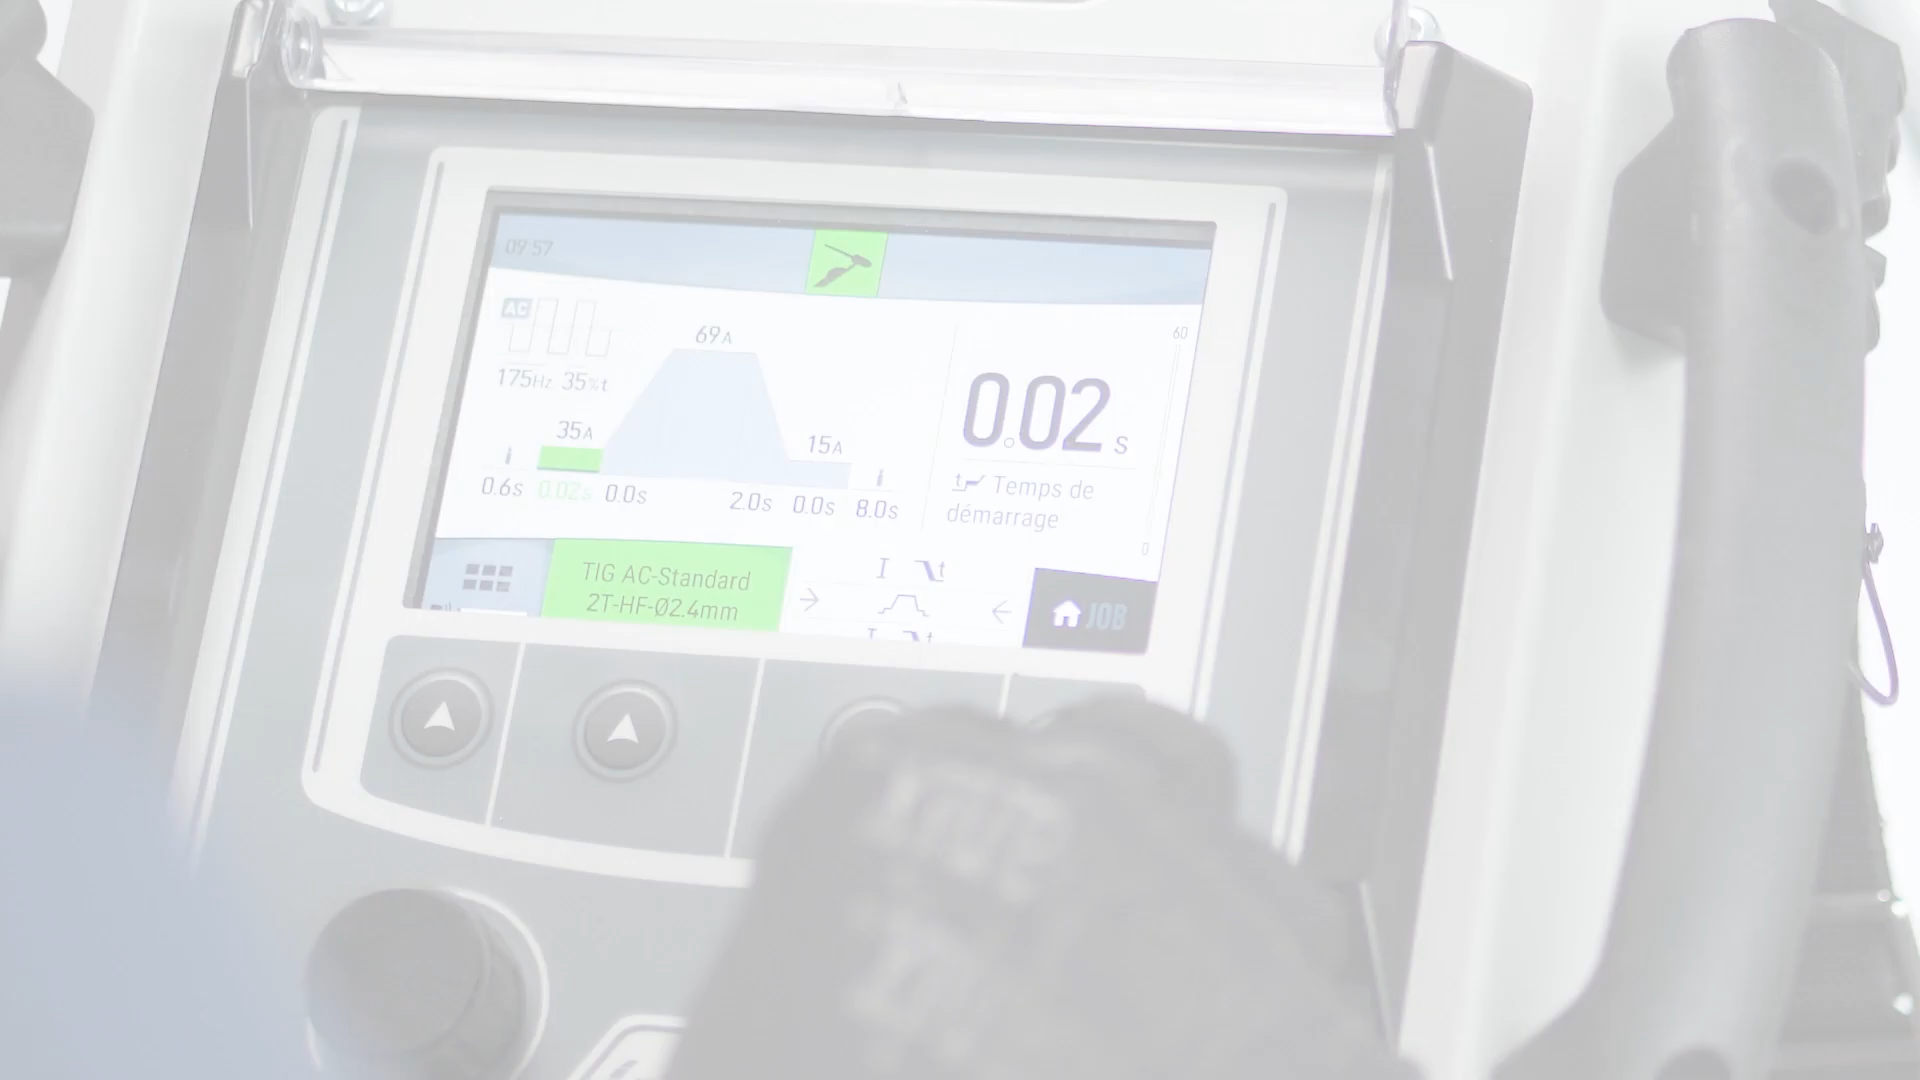 09:57
AC
175Hz 35%t
69A
35A
15A
0.6s 0.02s 0.0s 2.0s 0.0s 8.0s
60
0.02 s
t Temps de
démarrage
0
TIG AC-Standard
2T-HF-Ø2.4mm
I t
I t
JOB